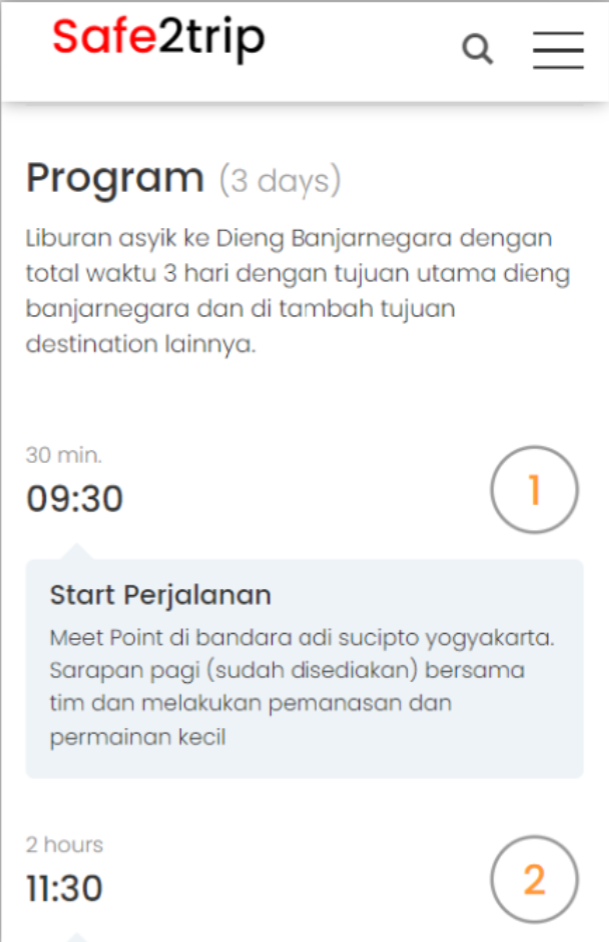 Safe2trip
Program (3 days)
Liburan asyik ke Dieng Banjarnegara dengan
total waktu 3 hari dengan tujuan utama dieng
banjarnegara dan di tambah tujuan
destination lainnya.
30 min.
09:30
1
Start Perjalanan
Meet Point di bandara adi sucipto yogyakarta.
Sarapan pagi (sudah disediakan) bersama
tim dan melakukan pemanasan dan
permainan kecil
2 hours
11:30
2